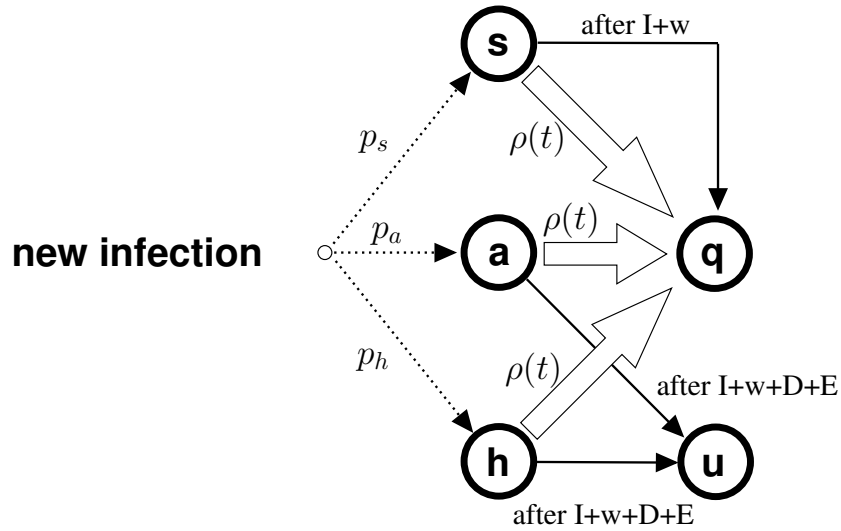 s
after I+w
ρ(t)
p_s
new infection
p_a
a
ρ(t)
q
p_h
ρ(t)
after I+w+D+E
h
u
after I+w+D+E